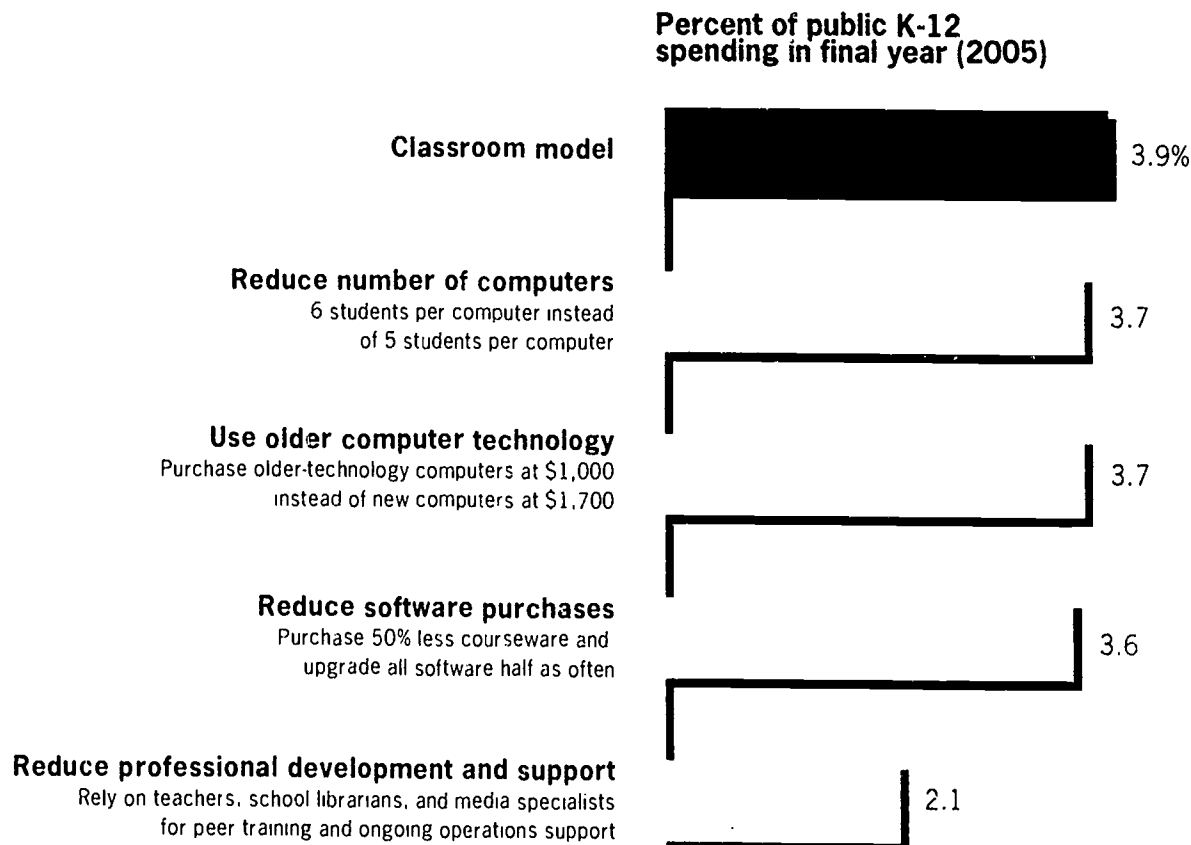 Percent of public K-12
spending in final year (2005)
Classroom model
3.9%
Reduce number of computers
6 students per computer instead
of 5 students per computer
3.7
Use older computer technology
Purchase older-technology computers at $1,000
instead of new computers at $1,700
3.7
Reduce software purchases
Purchase 50% less courseware and
upgrade all software half as often
3.6
Reduce professional development and support
Rely on teachers, school librarians, and media specialists
for peer training and ongoing operations support
2.1